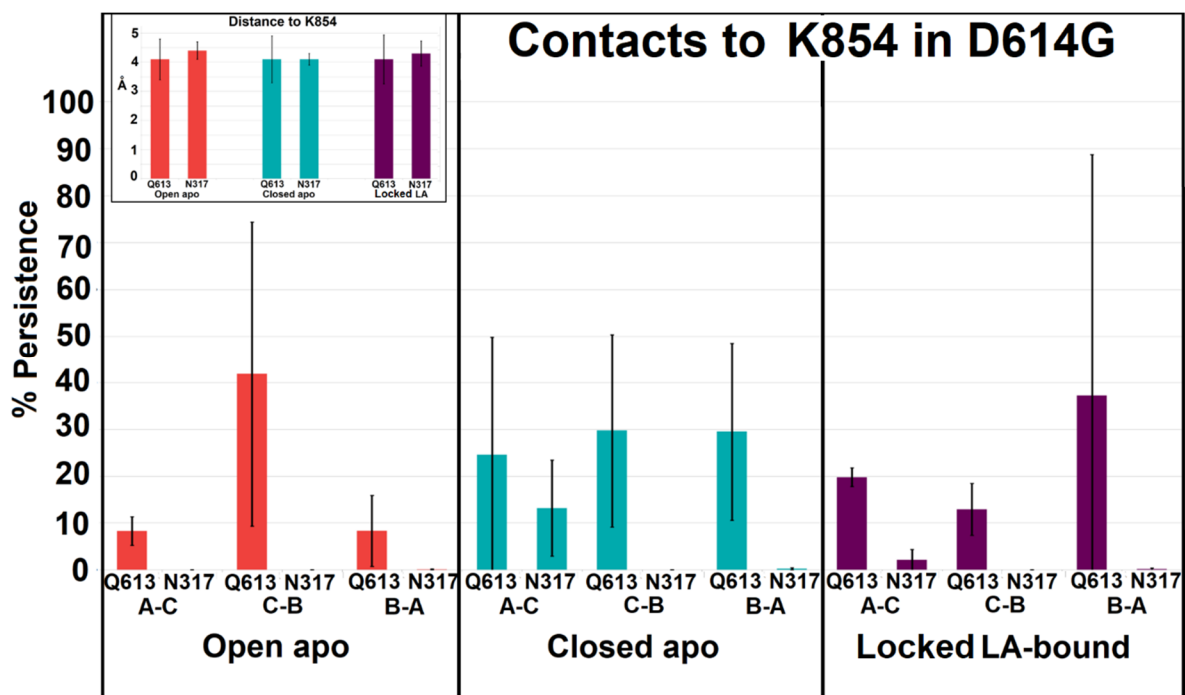 Distance to K854
5
4
Å
3
4
1
0
Q613 N317 Q613 N317 Q613 N317
Open apo Closed apo Locked LA
Contacts to K854 in D614G
% Persistence
100
90
80
70
60
50
40
30
20
10
0
Q613 N317 Q613 N317 Q613 N317 Q613 N317 Q613 N317 Q613 N317 Q613 N317 Q613 N317 Q613 N317
A-C C-B B-A A-C C-B B-A A-C C-B B-A
Open apo Closed apo Locked LA-bound